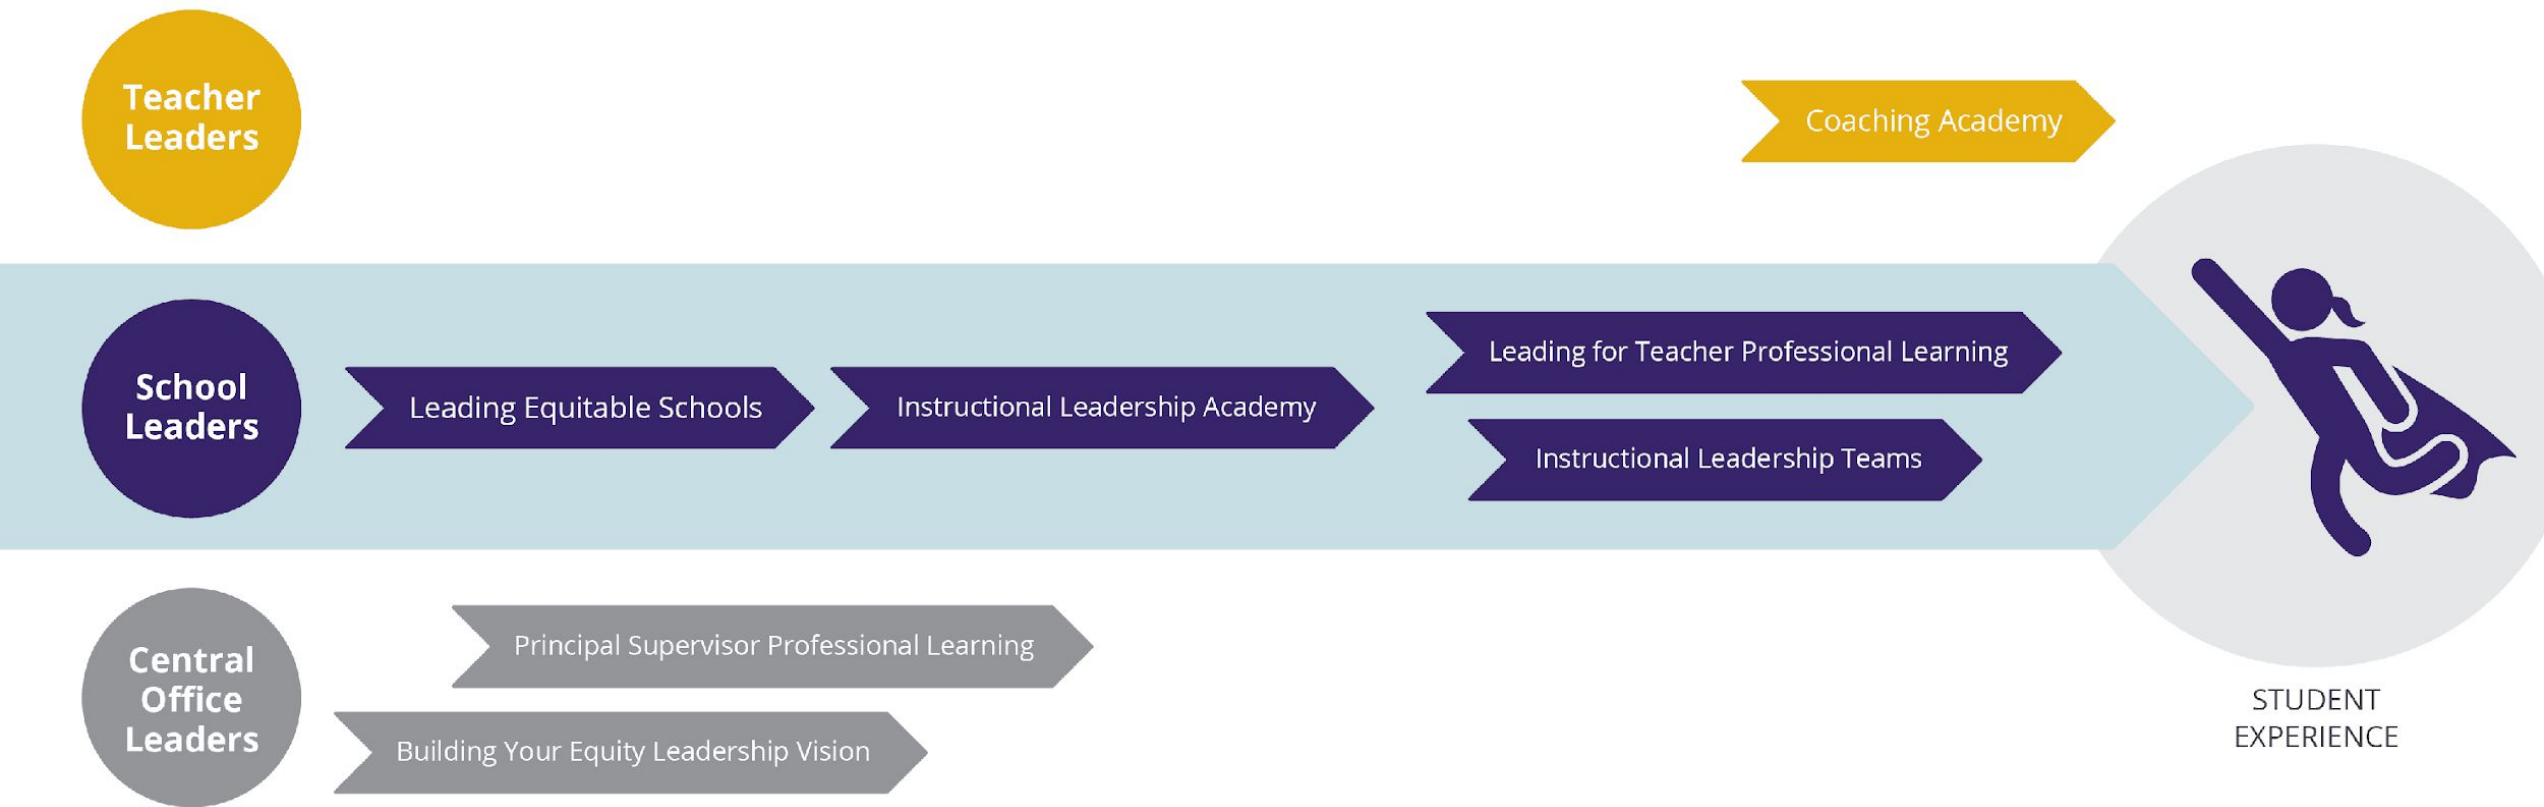 Teacher
Leaders
Coaching Academy
School
Leaders
Leading Equitable Schools
Instructional Leadership Academy
Leading for Teacher Professional Learning
Instructional Leadership Teams
Central
Office
Leaders
Principal Supervisor Professional Learning
Building Your Equity Leadership Vision
STUDENT
EXPERIENCE